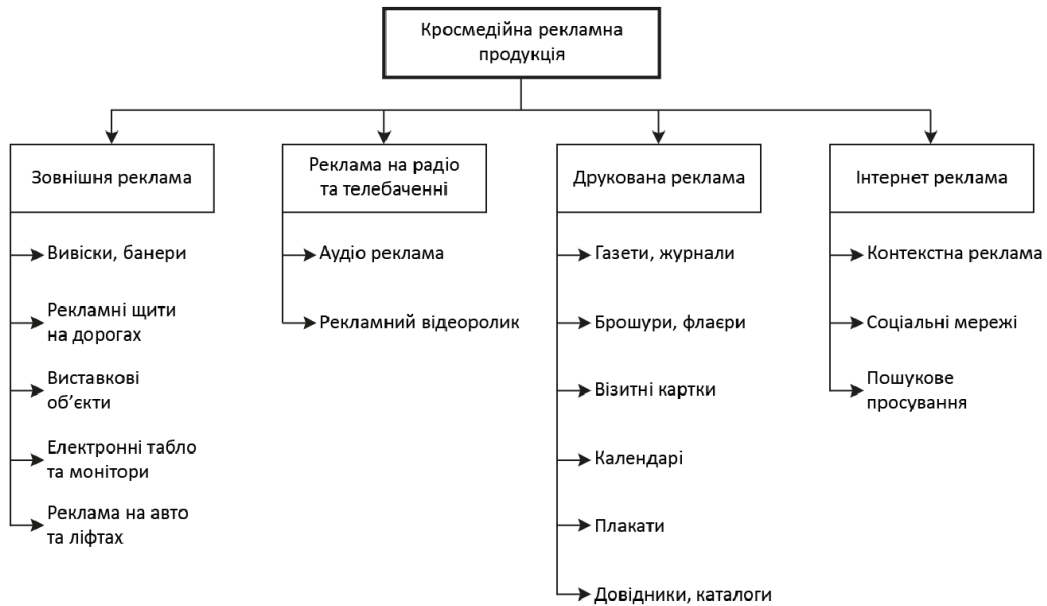 Кросмедійна рекламна
продукція
Зовнішня реклама
Вивіски, банери
Рекламні щити
на дорогах
Виставкові
об’єкти
Електронні табло
та монітори
Реклама на авто
та ліфтах
Реклама на радіо
та телебаченні
Аудіо реклама
Рекламний відеоролик
Друкована реклама
Газети, журнали
Брошури, флаєри
Візитні картки
Календарі
Плакати
Довідники, каталоги
Інтернет реклама
Контекстна реклама
Соціальні мережі
Пошукове
просування